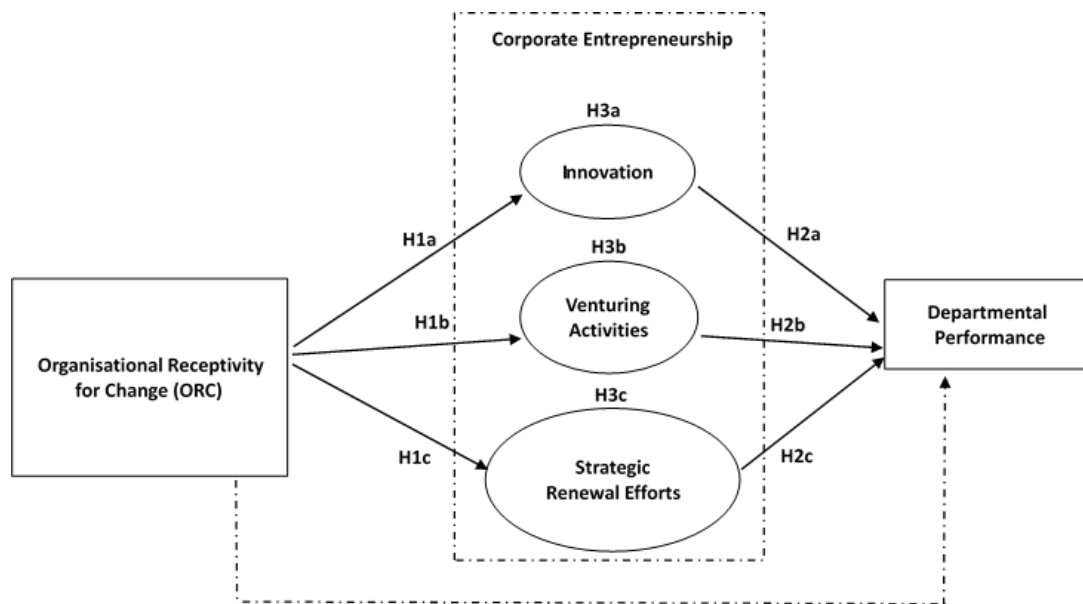 Corporate Entrepreneurship
H3a
Innovation
H1a
H2a
H3b
Venturing
Activities
H1b
H2b
Organisational Receptivity
for Change (ORC)
Departmental
Performance
H3c
Strategic
Renewal Efforts
H1c
H2c